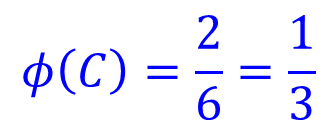 ϕ(C) = 2/6 = 1/3